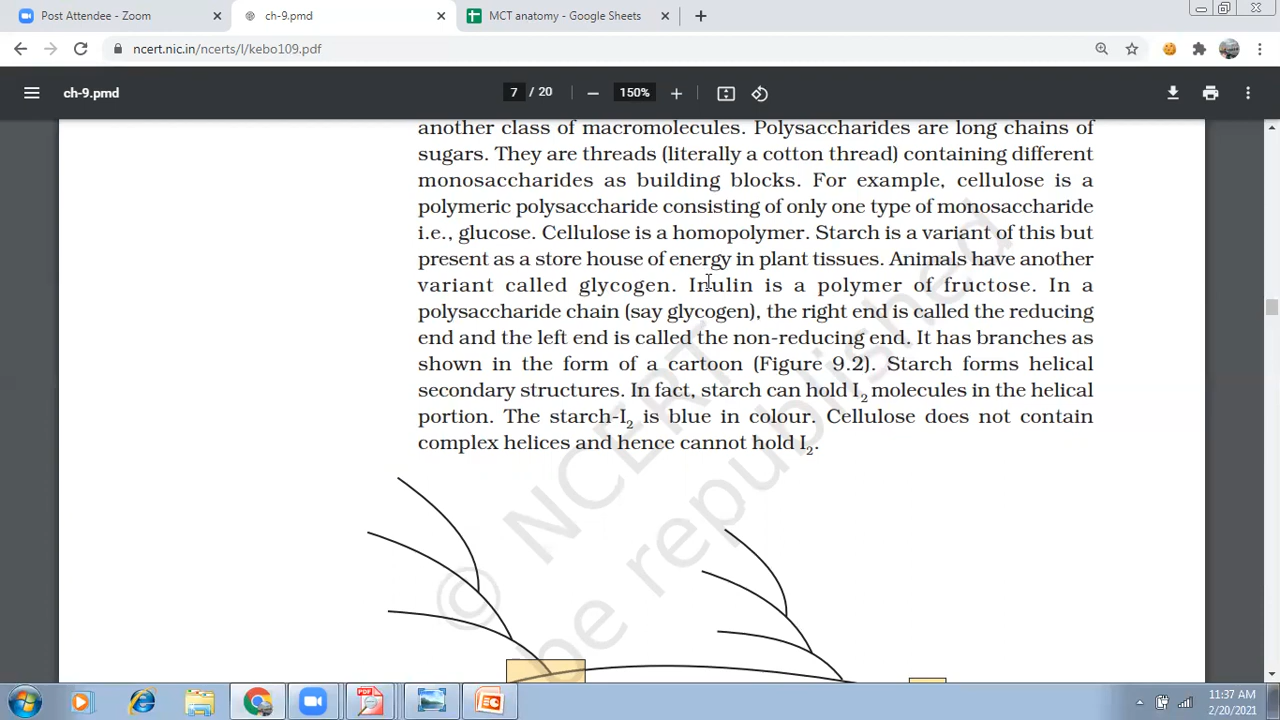 Post Attendee - Zoom
ch-9.pmd
MCT anatomy - Google Sheets
ncert.nic.in/ncerts/l/kebo109.pdf
ch-9.pmd
7 / 20
150%
another class of macromolecules. Polysaccharides are long chains of
sugars. They are threads (literally a cotton thread) containing different
monosaccharides as building blocks. For example, cellulose is a
polymeric polysaccharide consisting of only one type of monosaccharide
i.e., glucose. Cellulose is a homopolymer. Starch is a variant of this but
present as a store house of energy in plant tissues. Animals have another
variant called glycogen. Inulin is a polymer of fructose. In a
polysaccharide chain (say glycogen), the right end is called the reducing
end and the left end is called the non-reducing end. It has branches as
shown in the form of a cartoon (Figure 9.2). Starch forms helical
secondary structures. In fact, starch can hold I₂ molecules in the helical
portion. The starch-I₂ is blue in colour. Cellulose does not contain
complex helices and hence cannot hold I₂.
© NCERT
be republished
PDF
11:37 AM
2/20/2021